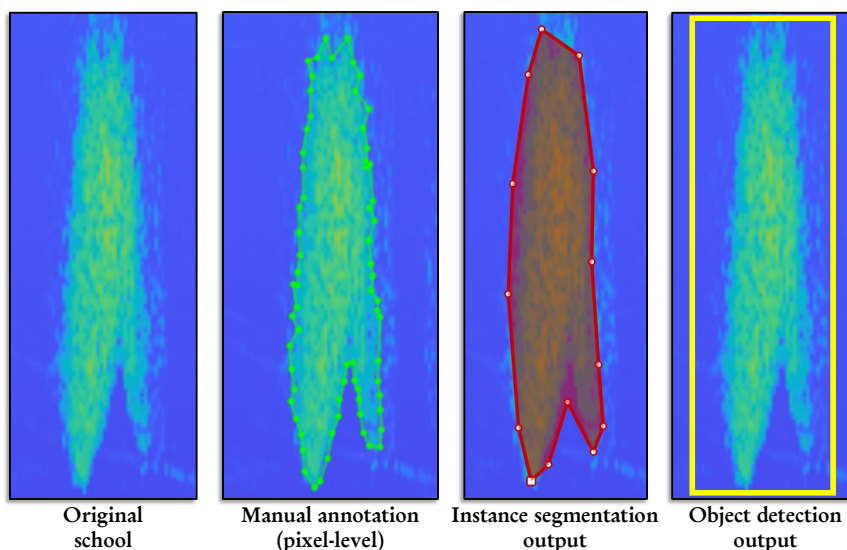 Original
school
Manual annotation
(pixel-level)
Instance segmentation
output
Object detection
output